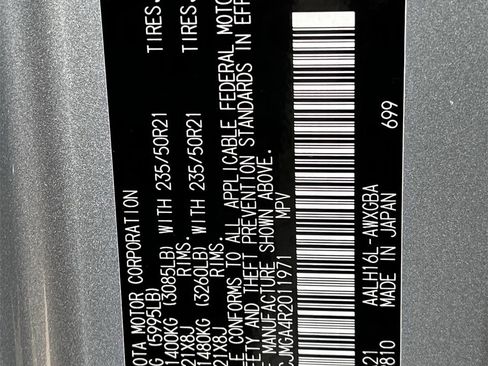 OTA MOTOR CORPORATION
G (5995LB)
1400KG (3085LB) WITH 235/50R21 TIRES,
21X8J RIMS.
1480KG (3260LB) WITH 235/50R21 TIRES,
21X8J RIMS.
E CONFORMS TO ALL APPLICABLE FEDERAL MOTO
ETY AND THEFT PREVENTION STANDARDS IN EFF
F MANUFACTURE SHOWN ABOVE.
JMGA4R2011971 MPV
699
21 AALH16L-AWXGBA
810 MADE IN JAPAN